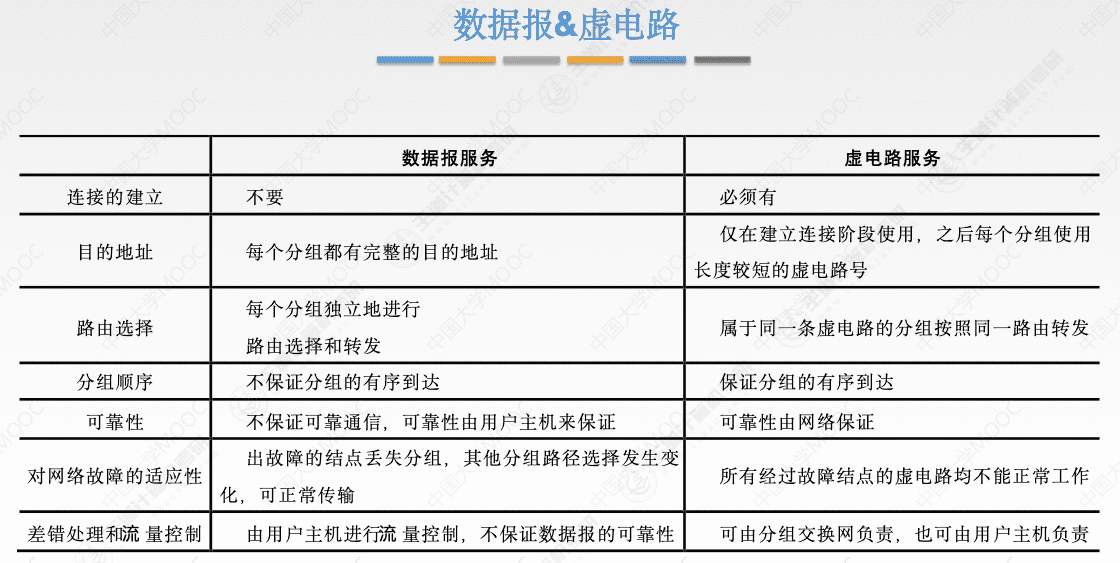 数据报&虚电路
数据报服务 虚电路服务
连接的建立 不要 必须有
目的地址 每个分组都有完整的目的地址 仅在建立连接阶段使用，之后每个分组使用
长度较短的虚电路号
路由选择 每个分组独立地进行
路由选择和转发 属于同一条虚电路的分组按照同一路由转发
分组顺序 不保证分组的有序到达 保证分组的有序到达
可靠性 不保证可靠通信，可靠性由用户主机来保证 可靠性由网络保证
对网络故障的适应性 出故障的结点丢失分组，其他分组路径选择发生变
化，可正常传输 所有经过故障结点的虚电路均不能正常工作
差错处理和流 量控制 由用户主机进行流 量控制，不保证数据报的可靠性 可由分组交换网负责，也可由用户主机负责
中国大学MOOC